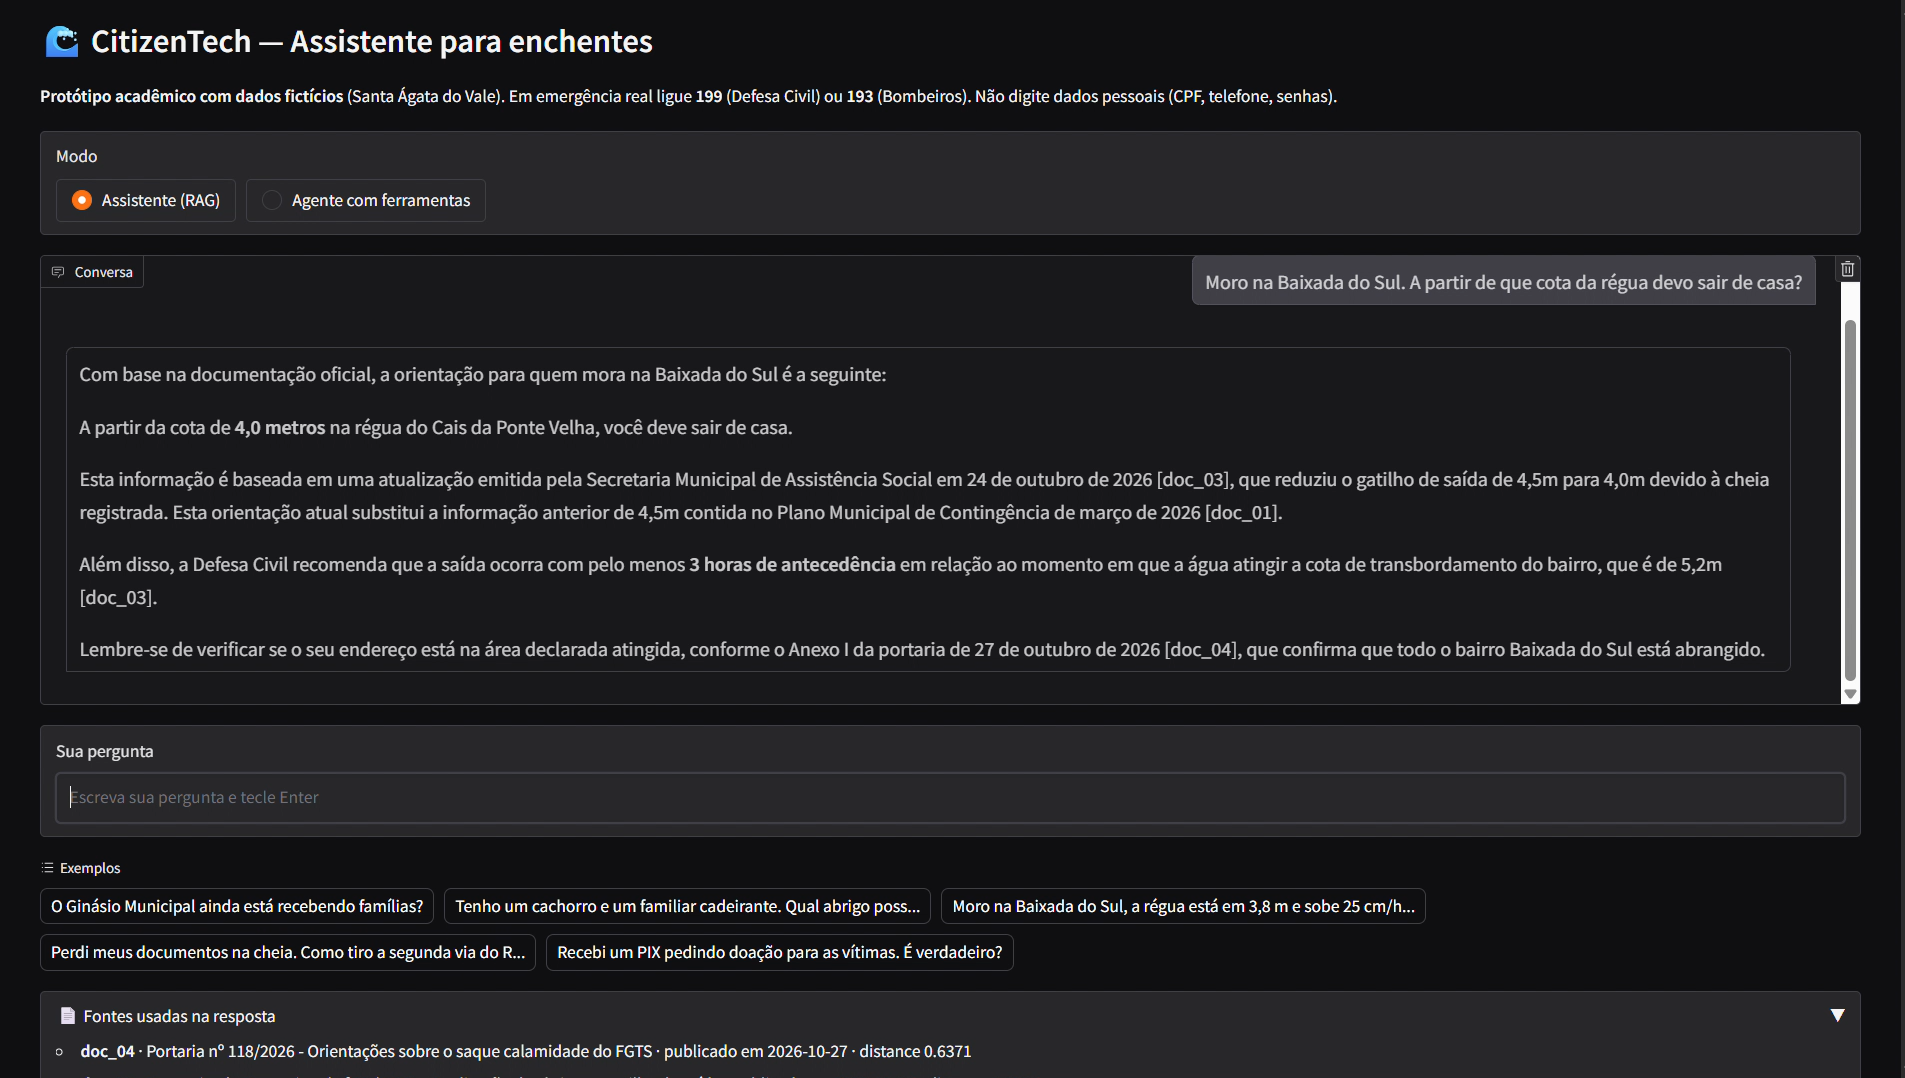 CitizenTech — Assistente para enchentes
Protótipo acadêmico com dados fictícios (Santa Ágata do Vale). Em emergência real ligue 199 (Defesa Civil) ou 193 (Bombeiros). Não digite dados pessoais (CPF, telefone, senhas).
Modo
Assistente (RAG)
Agente com ferramentas
Conversa
Moro na Baixada do Sul. A partir de que cota da régua devo sair de casa?
Com base na documentação oficial, a orientação para quem mora na Baixada do Sul é a seguinte:
A partir da cota de 4,0 metros na régua do Cais da Ponte Velha, você deve sair de casa.
Esta informação é baseada em uma atualização emitida pela Secretaria Municipal de Assistência Social em 24 de outubro de 2026 [doc_03], que reduziu o gatilho de saída de 4,5m para 4,0m devido à cheia
registrada. Esta orientação atual substitui a informação anterior de 4,5m contida no Plano Municipal de Contingência de março de 2026 [doc_01].
Além disso, a Defesa Civil recomenda que a saída ocorra com pelo menos 3 horas de antecedência em relação ao momento em que a água atingir a cota de transbordamento do bairro, que é de 5,2m
[doc_03].
Lembre-se de verificar se o seu endereço está na área declarada atingida, conforme o Anexo I da portaria de 27 de outubro de 2026 [doc_04], que confirma que todo o bairro Baixada do Sul está abrangido.
Sua pergunta
Escreva sua pergunta e tecle Enter
Exemplos
O Ginásio Municipal ainda está recebendo famílias?
Tenho um cachorro e um familiar cadeirante. Qual abrigo poss...
Moro na Baixada do Sul, a régua está em 3,8 m e sobe 25 cm/h...
Perdi meus documentos na cheia. Como tiro a segunda via do R...
Recebi um PIX pedindo doação para as vítimas. É verdadeiro?
Fontes usadas na resposta
doc_04 · Portaria nº 118/2026 - Orientações sobre o saque calamidade do FGTS · publicado em 2026-10-27 · distance 0.6371